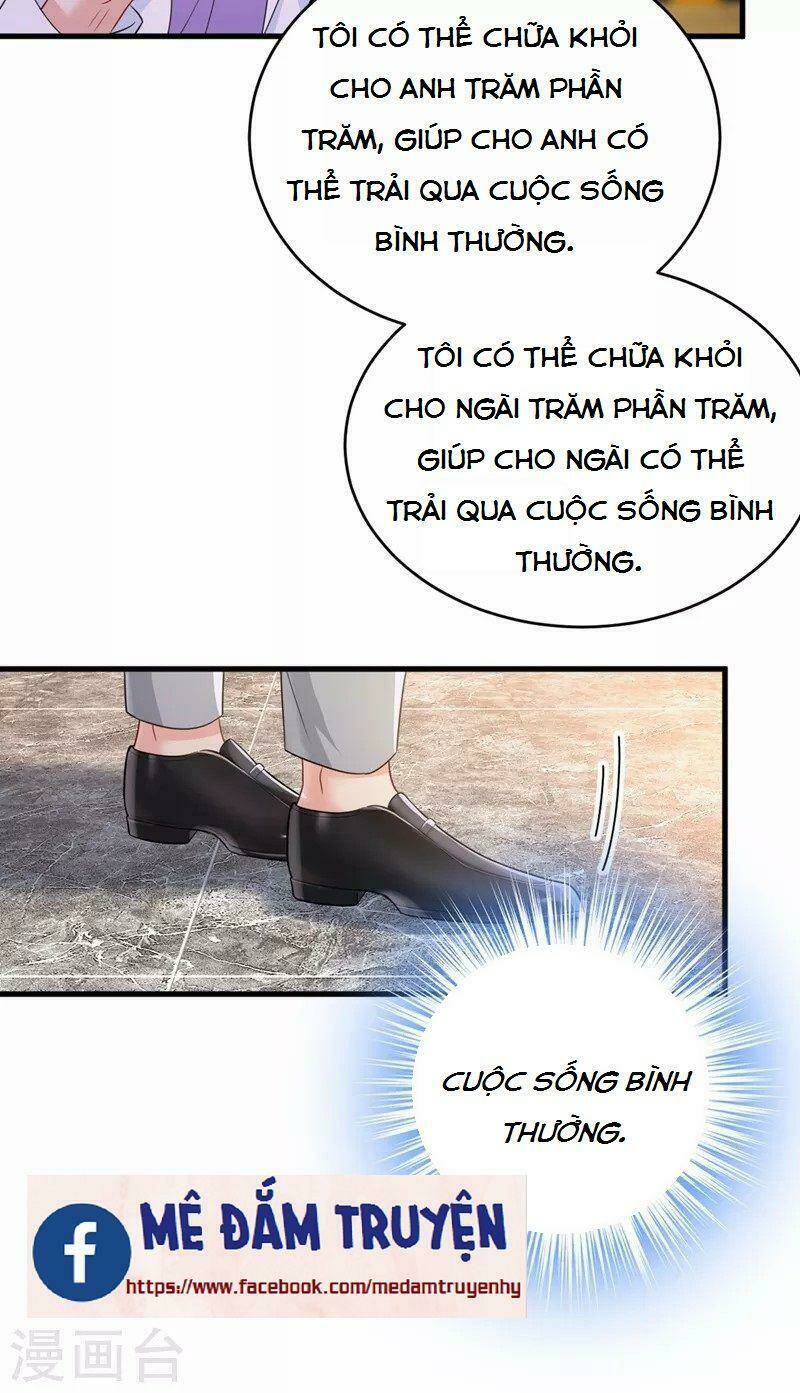 TÔI CÓ THỂ CHỮA KHỎI
CHO ANH TRĂM PHẦN
TRĂM, GIÚP CHO ANH CÓ
THỂ TRẢI QUA CUỘC SỐNG
BÌNH THƯỜNG.
TÔI CÓ THỂ CHỮA KHỎI
CHO NGÀI TRĂM PHẦN TRĂM,
GIÚP CHO NGÀI CÓ THỂ
TRẢI QUA CUỘC SỐNG BÌNH
THƯỜNG.
CUỘC SỐNG BÌNH
THƯỜNG.
f MÊ ĐẮM TRUYỆN
https://www.facebook.com/medamtruyenhy
漫画台